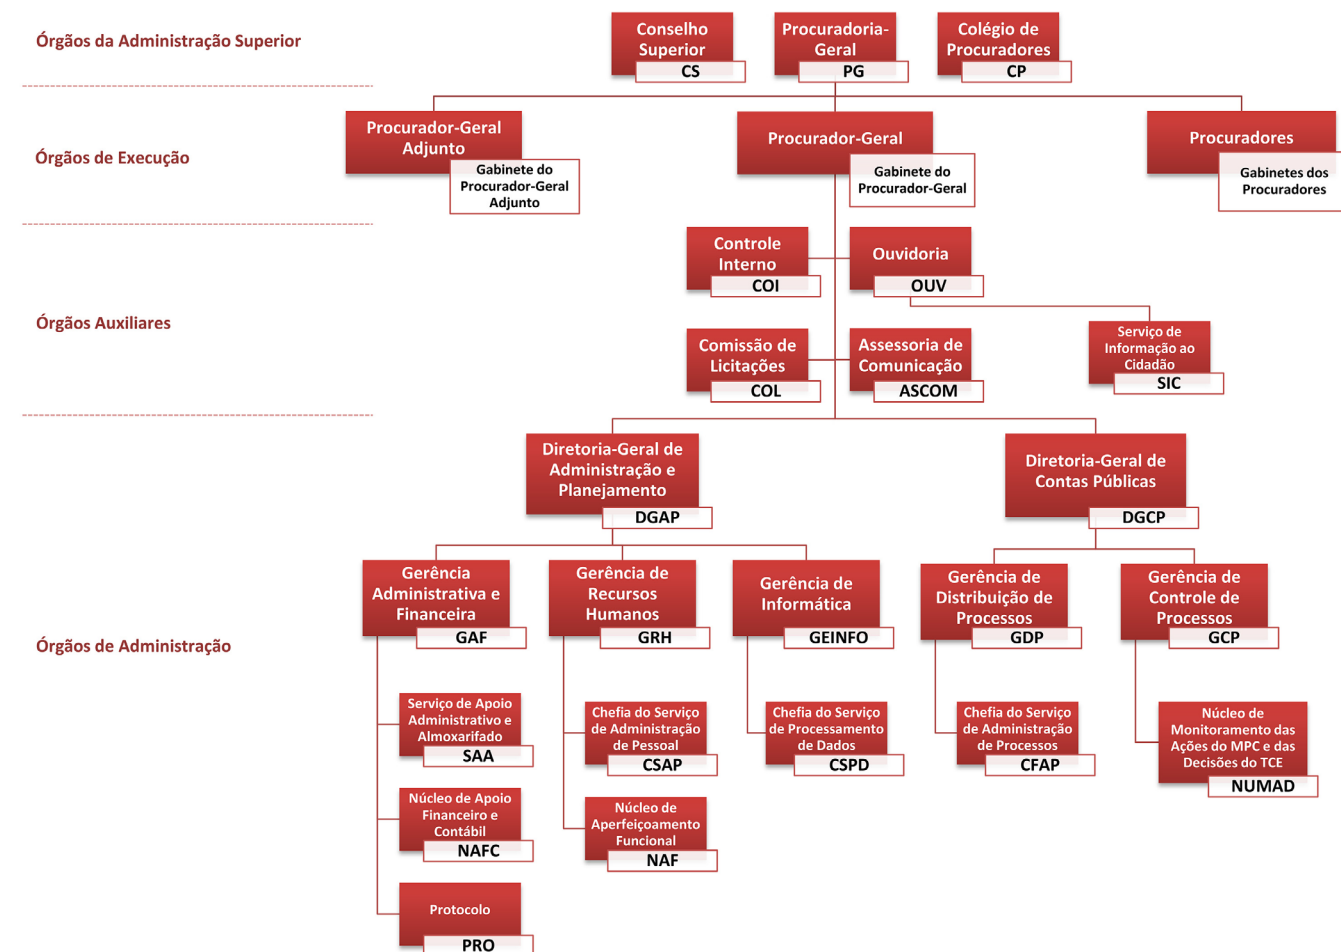 Órgãos da Administração Superior
Conselho
Superior
CS
Procuradoria-
Geral
PG
Colégio de
Procuradores
CP
Órgãos de Execução
Procurador-Geral
Adjunto
Gabinete do
Procurador-Geral
Adjunto
Procurador-Geral
Gabinete do
Procurador-Geral
Procuradores
Gabinetes dos
Procuradores
Órgãos Auxiliares
Controle
Interno
COI
Ouvidoria
OUV
Comissão de
Licitações
COL
Assessoria de
Comunicação
ASCOM
Serviço de
Informação ao
Cidadão
SIC
Diretoria-Geral de
Administração e
Planejamento
DGAP
Diretoria-Geral de
Contas Públicas
DGCP
Órgãos de Administração
Gerência
Administrativa e
Financeira
GAF
Gerência de
Recursos
Humanos
GRH
Gerência de
Informática
GEINFO
Gerência de
Distribuição de
Processos
GDP
Gerência de
Controle de
Processos
GCP
Serviço de Apoio
Administrativo e
Almoxarifado
SAA
Chefia do Serviço
de Administração
de Pessoal
CSAP
Chefia do Serviço
de Processamento
de Dados
CSPD
Chefia do Serviço
de Administração
de Processos
CFAP
Núcleo de
Monitoramento das
Ações do MPC e das
Decisões do TCE
NUMAD
Núcleo de Apoio
Financeiro e
Contábil
NAFC
Núcleo de
Aperfeiçoamento
Funcional
NAF
Protocolo
PRO